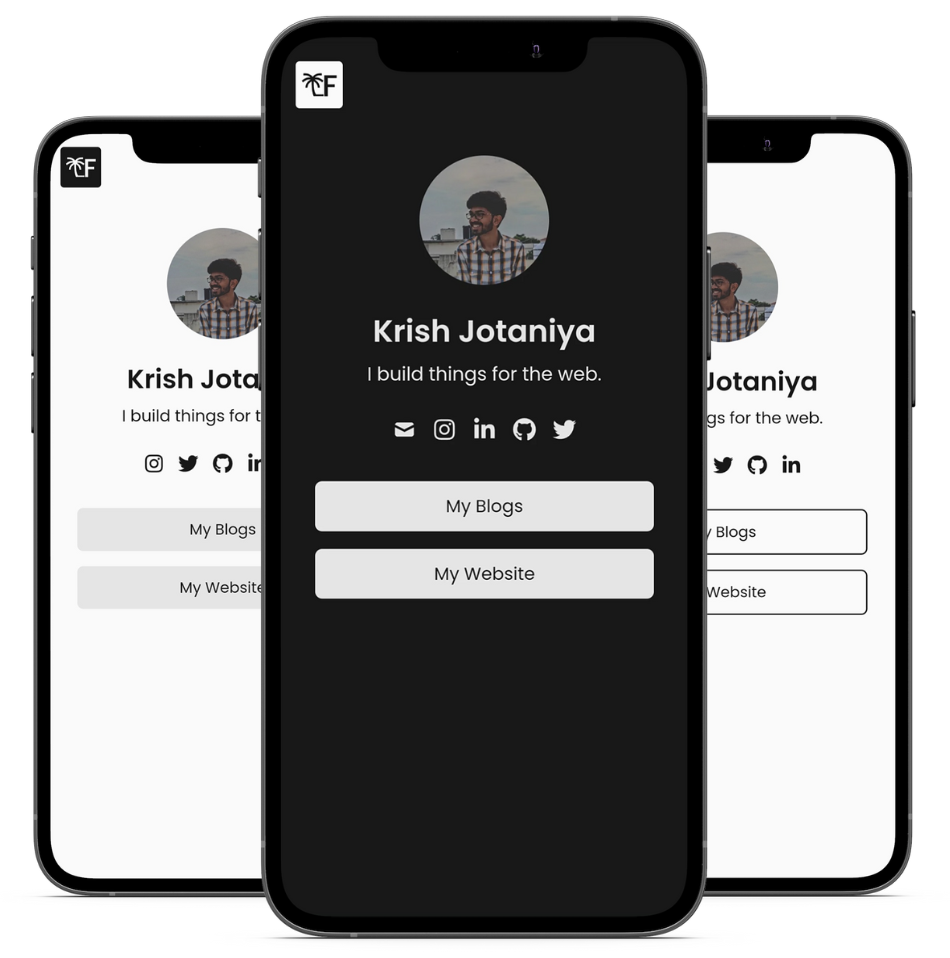 F
Krish Jota
I build things for t
in
My Blogs
My Website
F
Krish Jotaniya
I build things for the web.
in
My Blogs
My Website
Jotaniya
gs for the web.
in
y Blogs
Website